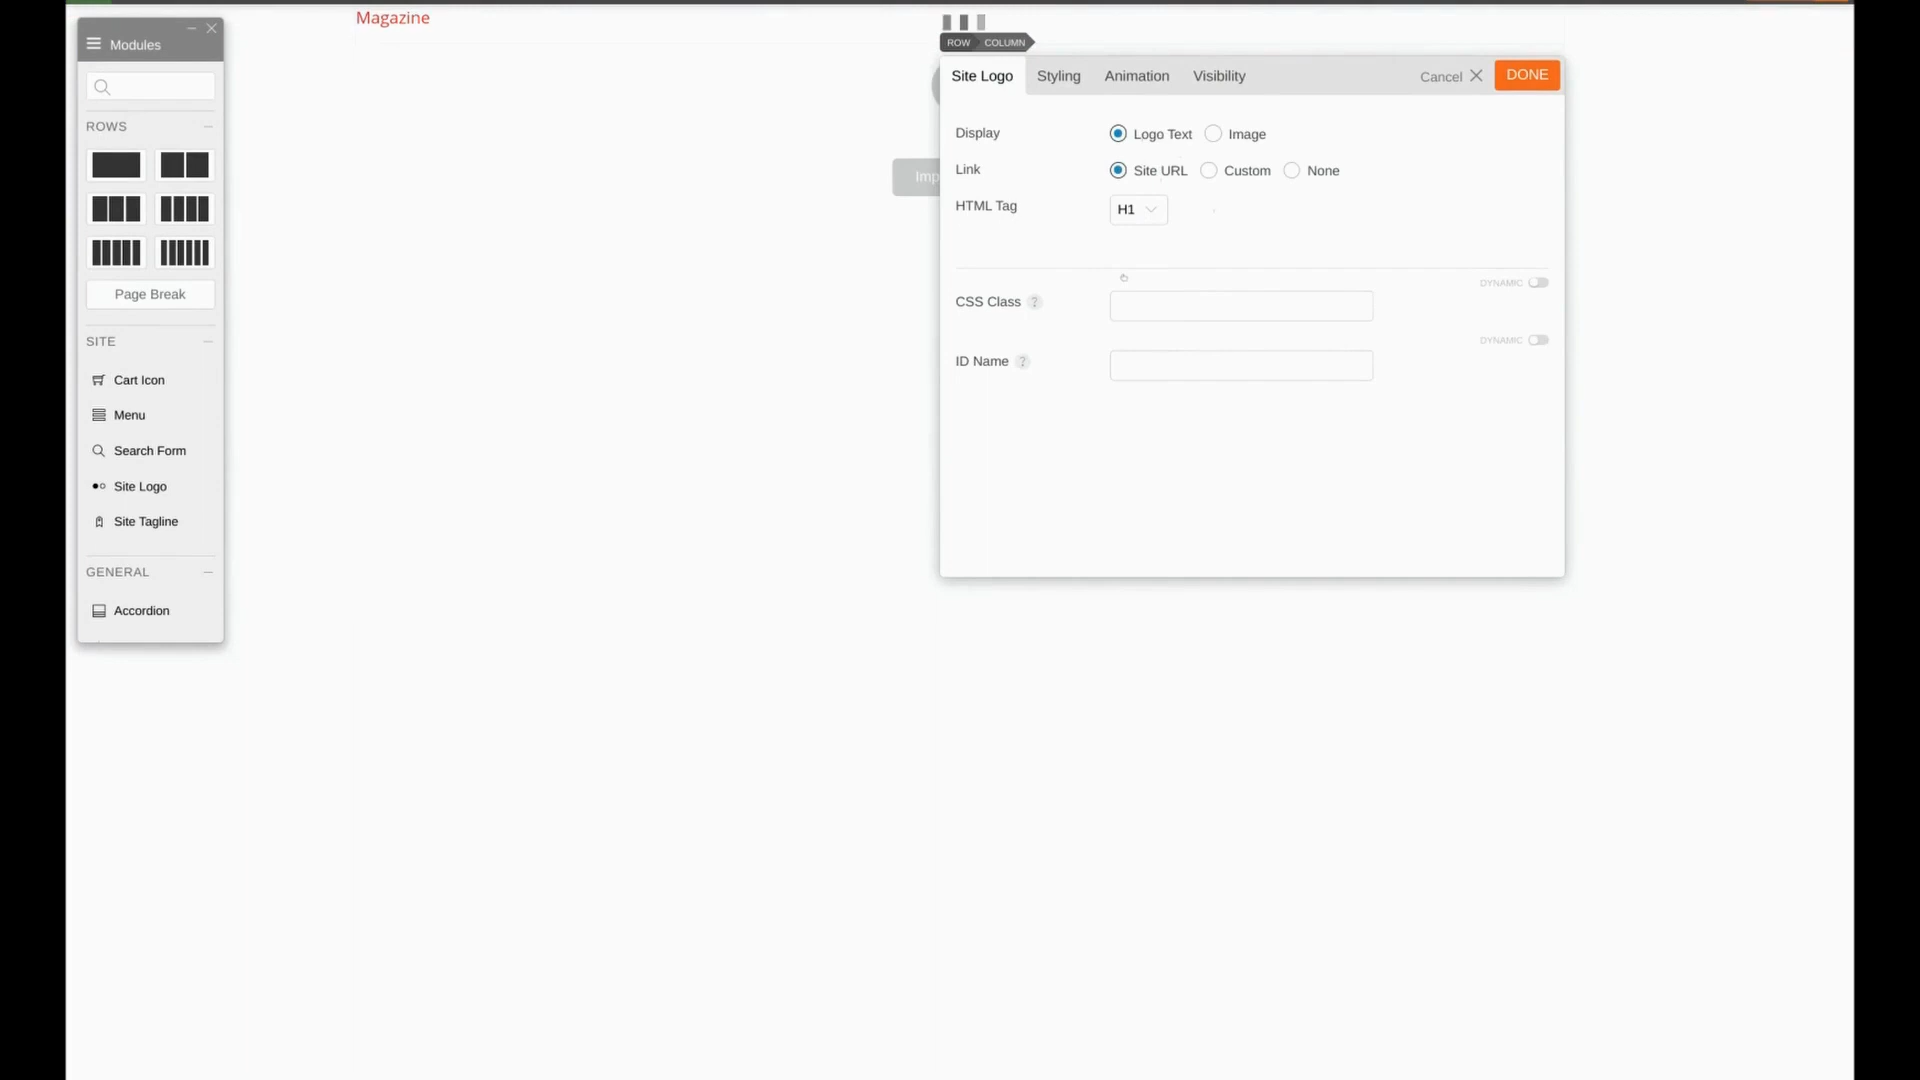 Magazine
Modules
ROWS
Page Break
SITE
Cart Icon
Menu
Search Form
Site Logo
Site Tagline
GENERAL
Accordion
Imp
ROW COLUMN
Site Logo Styling Animation Visibility Cancel DONE
Display Logo Text Image
Link Site URL Custom None
HTML Tag H1
DYNAMIC
CSS Class ?
DYNAMIC
ID Name ?